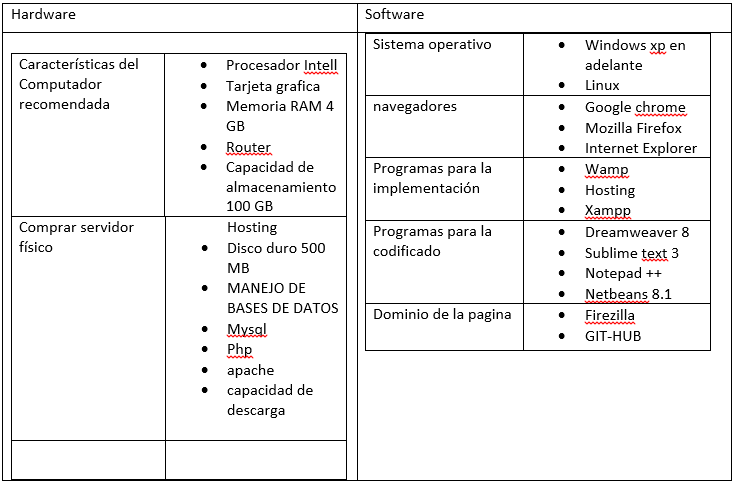 Hardware
Software
Características del
Computador
recomendada
• Procesador Intell
• Tarjeta grafica
• Memoria RAM 4
GB
• Router
• Capacidad de
almacenamiento
100 GB
Comprar servidor
físico
Hosting
• Disco duro 500
MB
• MANEJO DE
BASES DE DATOS
• Mysql
• Php
• apache
• capacidad de
descarga
Sistema operativo
• Windows xp en
adelante
• Linux
navegadores
• Google chrome
• Mozilla Firefox
• Internet Explorer
Programas para la
implementación
• Wamp
• Hosting
• Xampp
Programas para la
codificado
• Dreamweaver 8
• Sublime text 3
• Notepad ++
• Netbeans 8.1
Dominio de la pagina
• Firezilla
• GIT-HUB